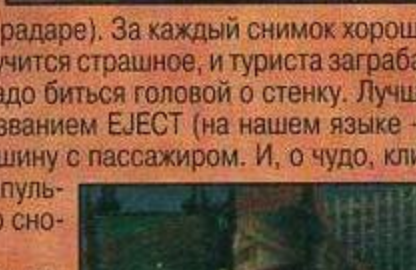 радаре). За каждый снимок хорош
учится страшное, и туриста заграба
адо биться головой о стенку. Лучш
званием EJECT (на нашем языке -
шину с пассажиром. И, о чудо, кли
пуль-
о сно-